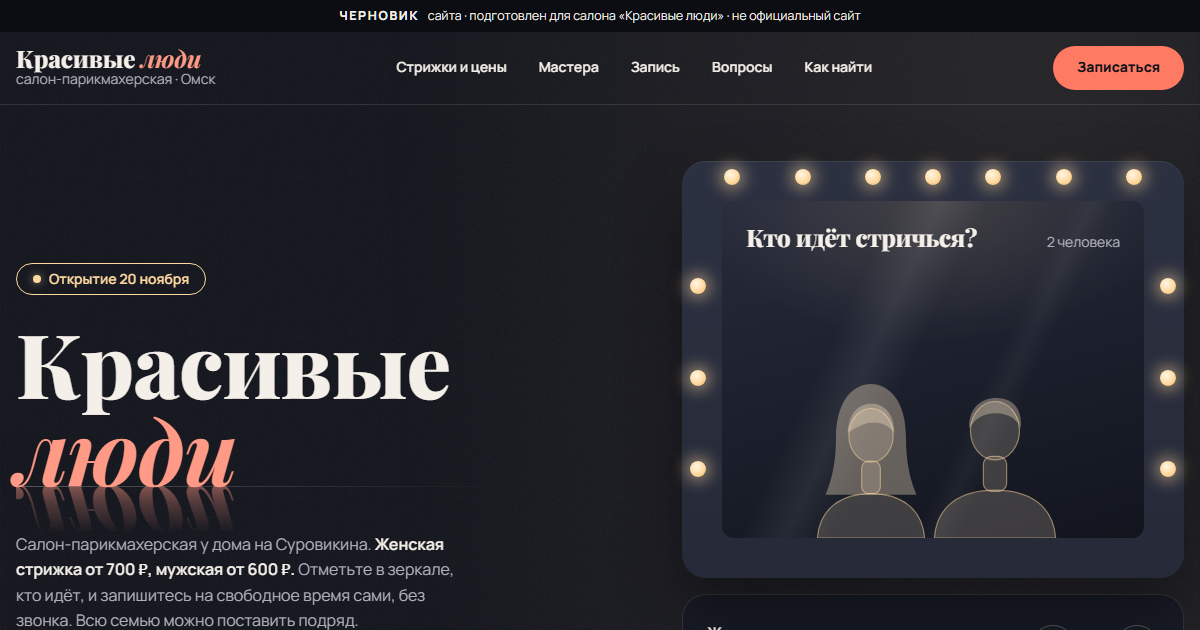 ЧЕРНОВИК сайта · подготовлен для салона «Красивые люди» · не официальный сайт
Красивые люди
салон-парикмахерская · Омск
Стрижки и цены
Мастера
Запись
Вопросы
Как найти
Записаться
Открытие 20 ноября
Красивые
люди
Салон-парикмахерская у дома на Суровикина. Женская
стрижка от 700 ₽, мужская от 600 ₽. Отметьте в зеркале,
кто идёт, и запишитесь на свободное время сами, без
звонка. Всю семью можно поставить подряд.
Кто идёт стричься?
2 человека